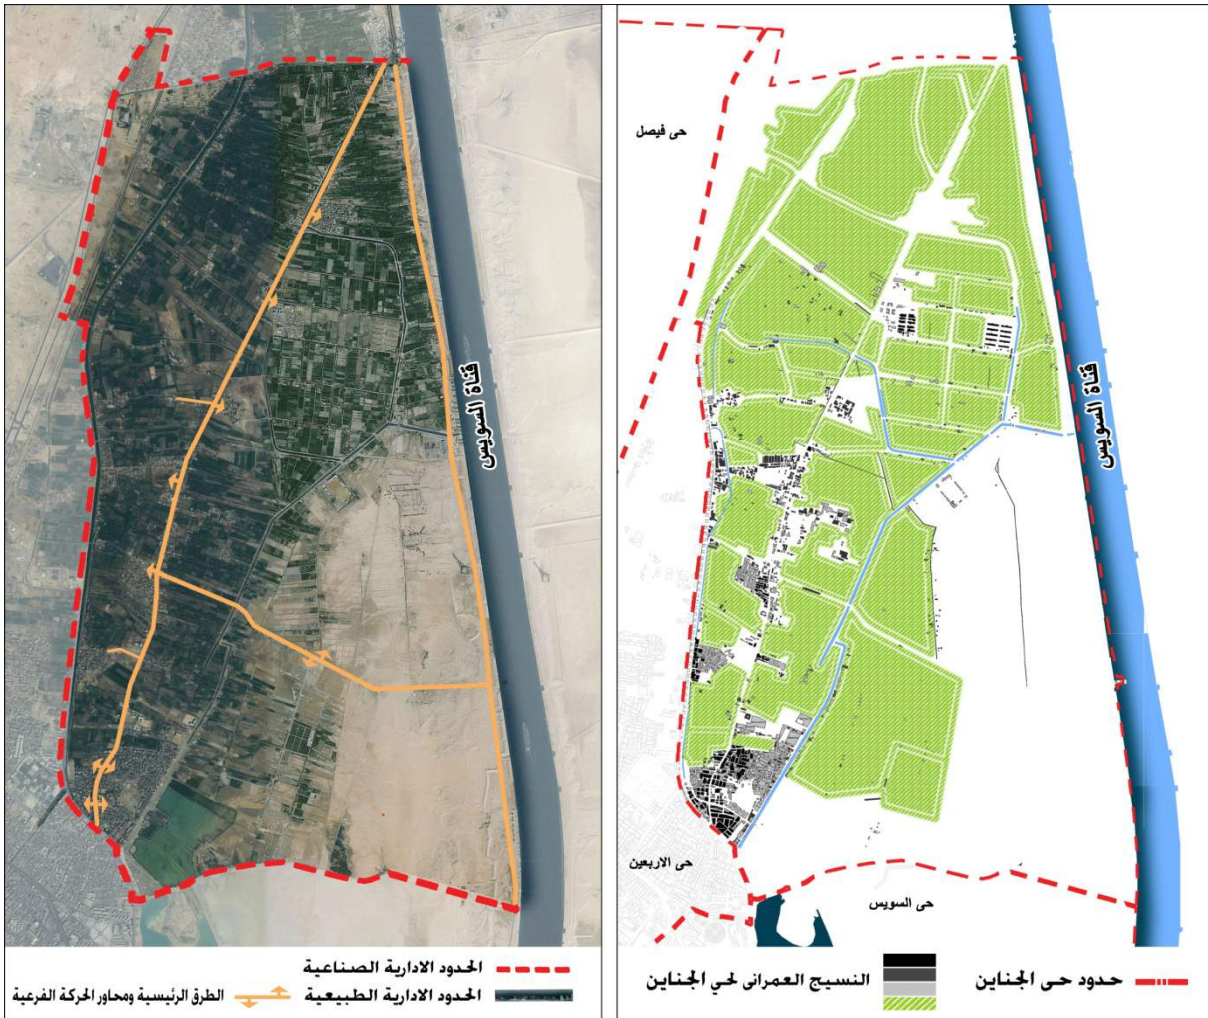 حى فيصل
قناة السويس
قناة السويس
حى الاربعين
حى السويس
الحدود الادارية الصناعية
الطرق الرئيسية ومحاور الحركة الفرعية
الحدود الادارية الطبيعية
حدود حى الجناين
النسيج العمرانى لحي الجناين